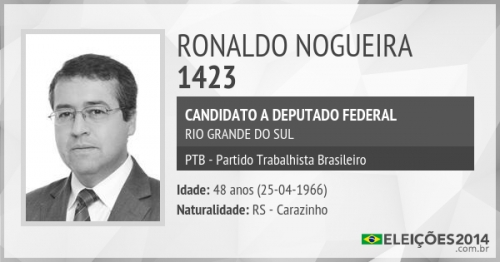 RONALDO NOGUEIRA
1423
CANDIDATO A DEPUTADO FEDERAL
RIO GRANDE DO SUL
PTB - Partido Trabalhista Brasileiro
Idade: 48 anos (25-04-1966)
Naturalidade: RS - Carazinho
ELEIÇÕES2014
.com.br